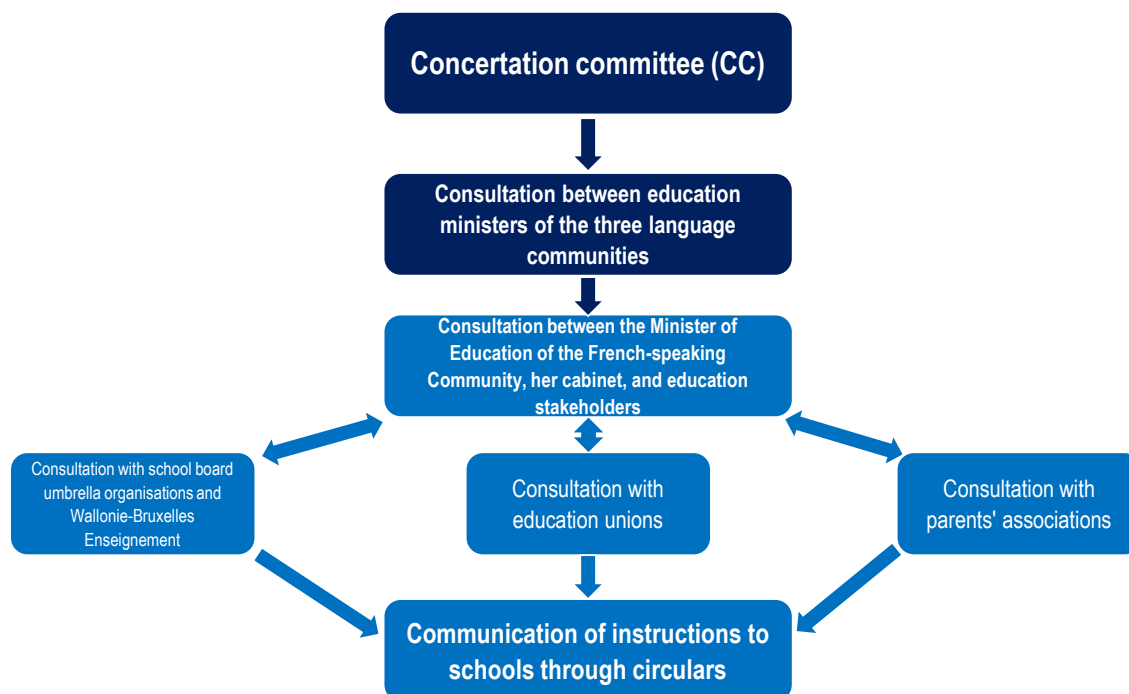 Concertation committee (CC)
Consultation between education
ministers of the three language
communities
Consultation between the Minister of
Education of the French-speaking
Community, her cabinet, and education
stakeholders
Consultation with school board
umbrella organisations and
Wallonie-Bruxelles
Enseignement
Consultation with
education unions
Consultation with
parents' associations
Communication of instructions to
schools through circulars